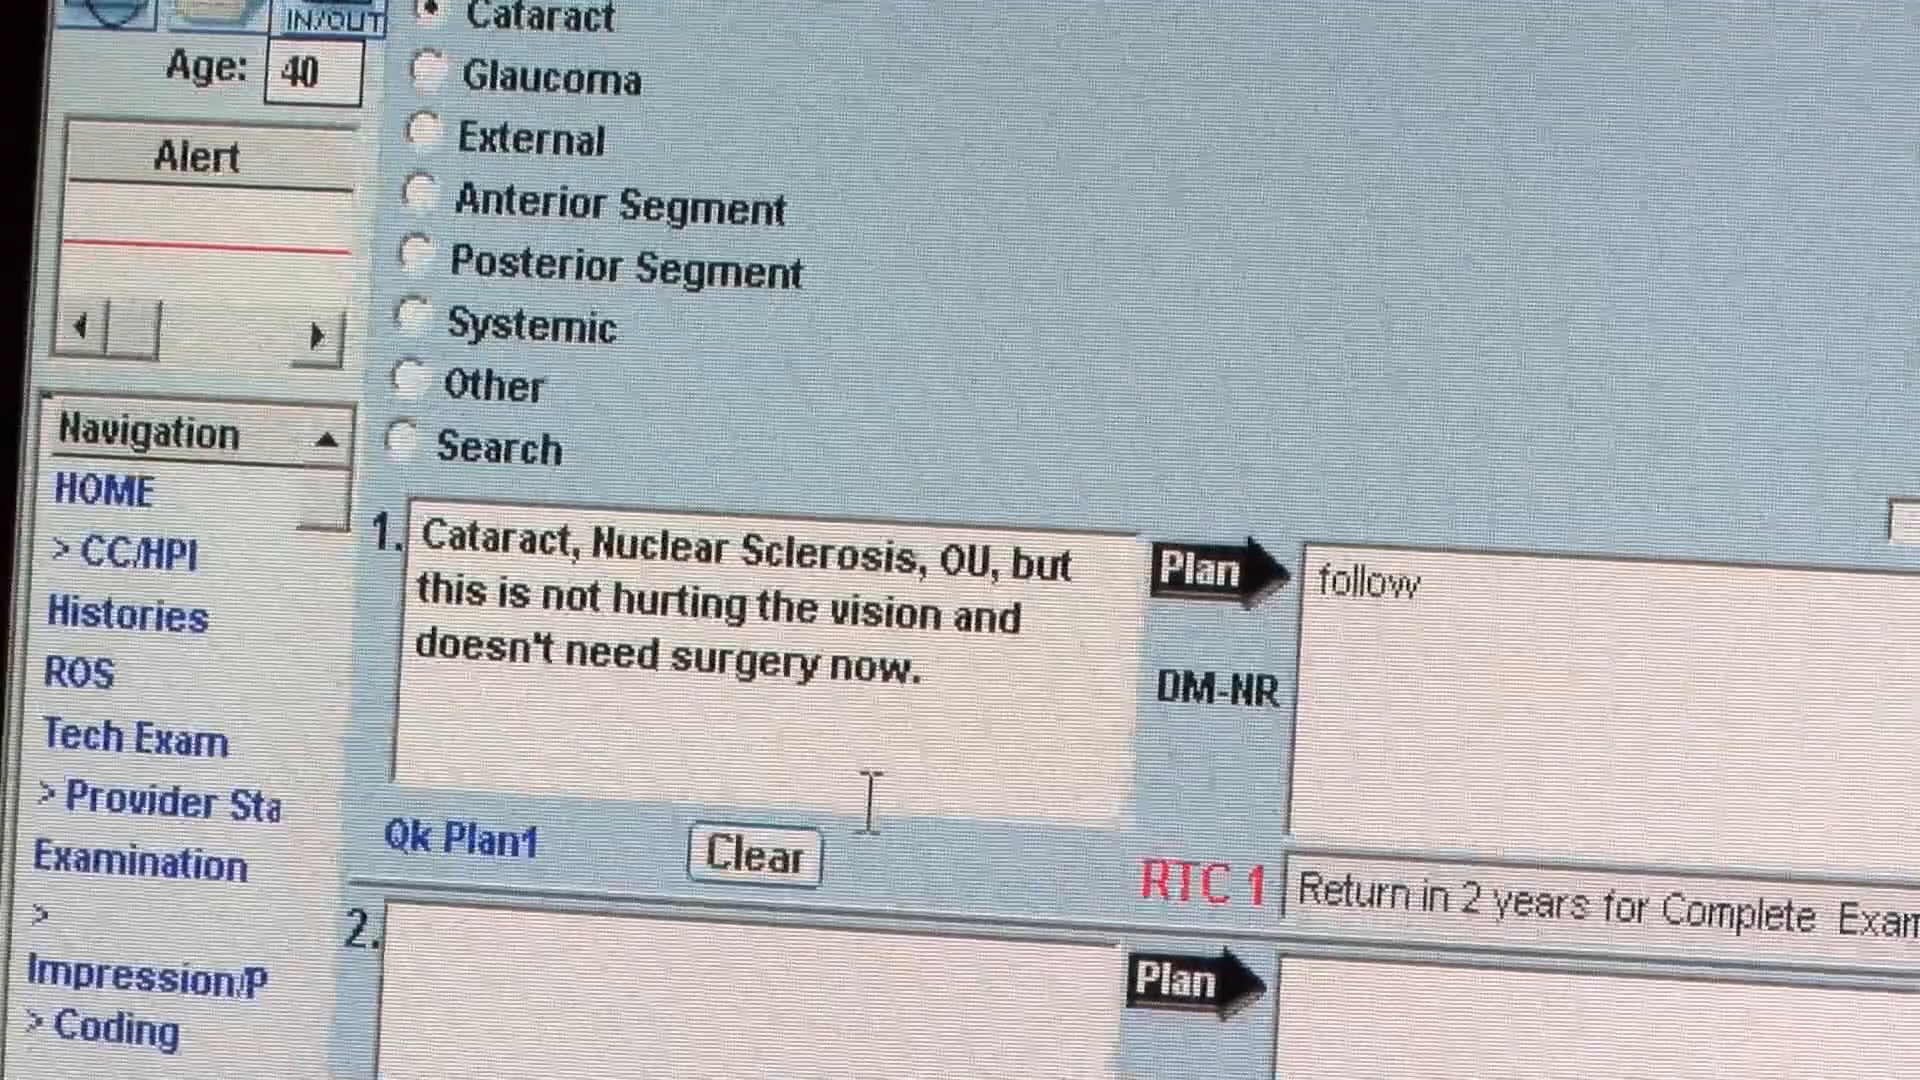 IN/OUT
Age: 40
Alert
Cataract
Glaucoma
External
Anterior Segment
Posterior Segment
Systemic
Other
Search
Navigation
HOME
> CC/HPI
Histories
ROS
Tech Exam
> Provider Sta
Examination
>
Impression/P
> Coding
1. Cataract, Nuclear Sclerosis, OU, but
this is not hurting the vision and
doesn't need surgery now.
Plan
follow
DM-NR
Qk Plan1
Clear
RTC 1
Return in 2 years for Complete Exam
2.
Plan